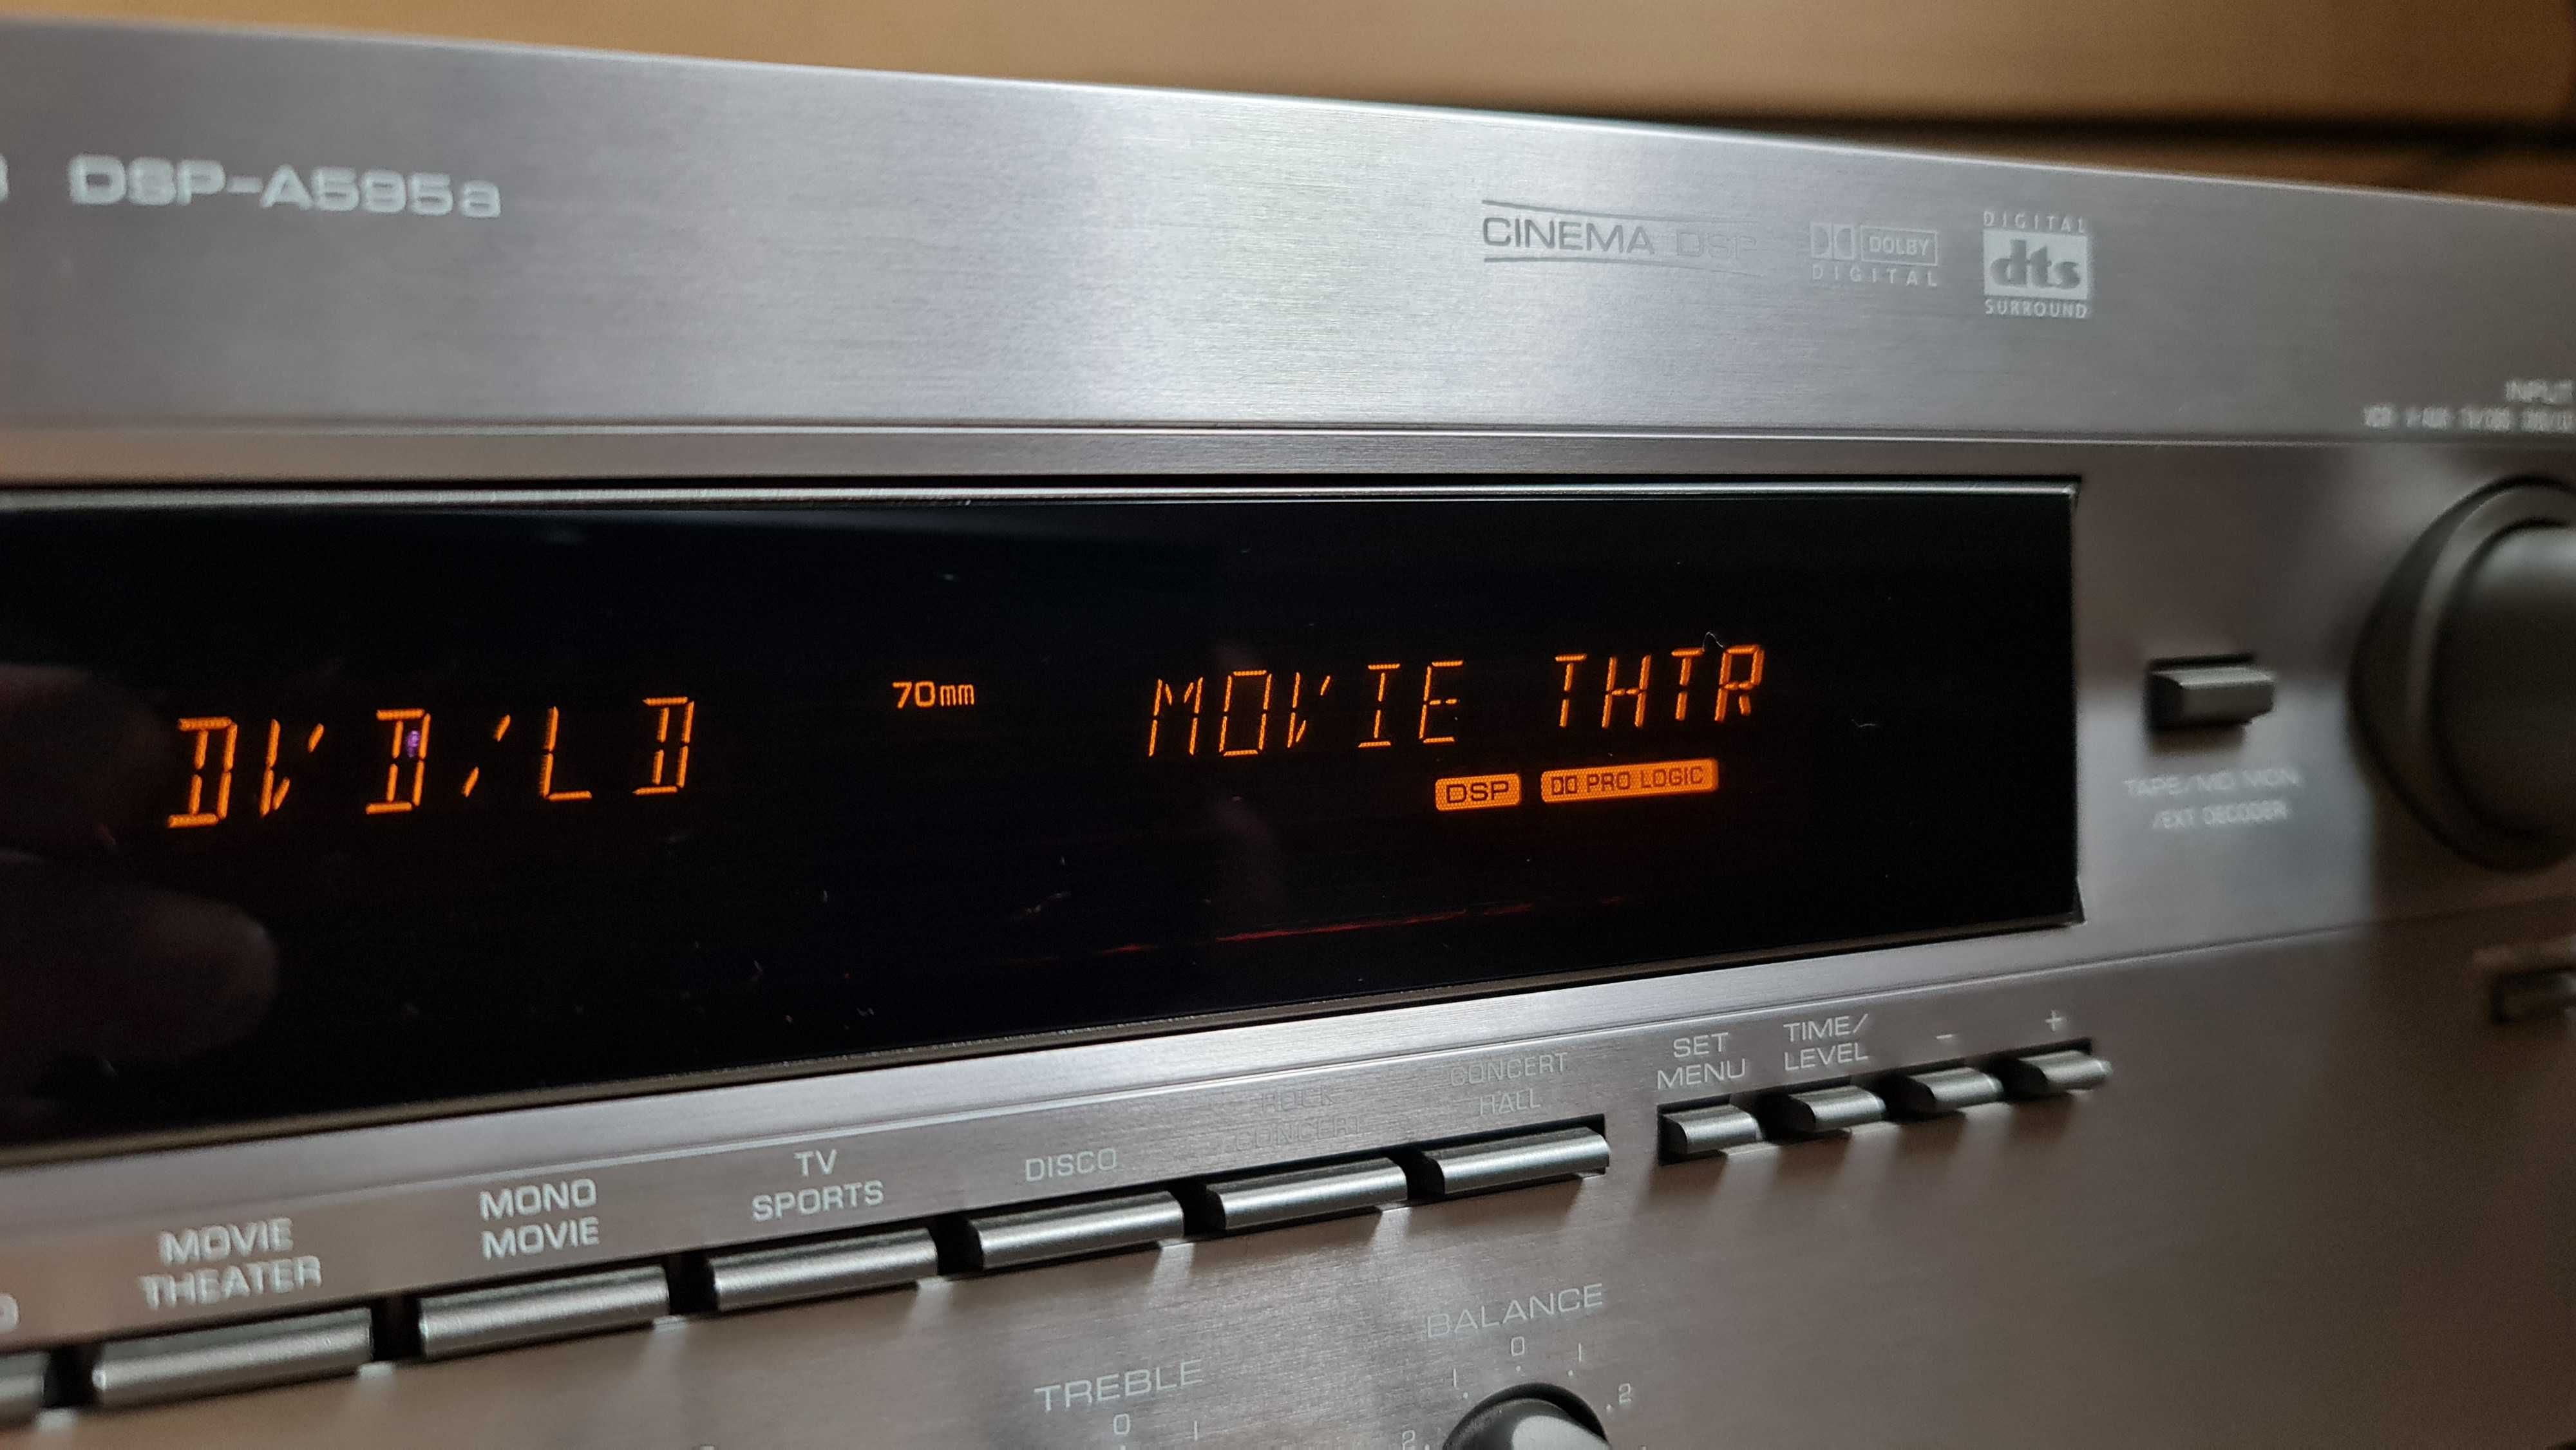 DSP-A595a
CINEMA DSP
DOLBY
DIGITAL
DIGITAL
dts
SURROUND
INPUT
DVD/LD
70mm
MOVIE THTR
DSP
PRO LOGIC
TAPE/MD MON
/EXT DECODER
MOVIE
THEATER
MONO
MOVIE
TV
SPORTS
DISCO
ROCK
CONCERT
CONCERT
HALL
SET
MENU
TIME/
LEVEL
–
+
TREBLE
0
1
BALANCE
0
1
1
2
2